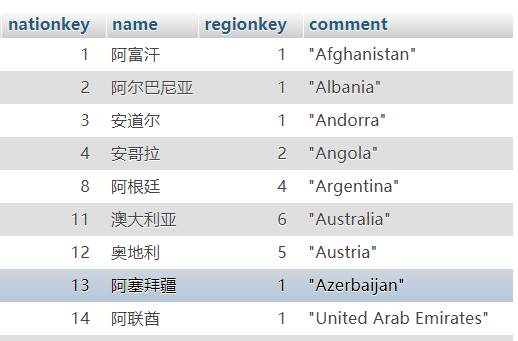 nationkey name regionkey comment
1 阿富汗 1 "Afghanistan"
2 阿尔巴尼亚 1 "Albania"
3 安道尔 1 "Andorra"
4 安哥拉 2 "Angola"
8 阿根廷 4 "Argentina"
11 澳大利亚 6 "Australia"
12 奥地利 5 "Austria"
13 阿塞拜疆 1 "Azerbaijan"
14 阿联酋 1 "United Arab Emirates"